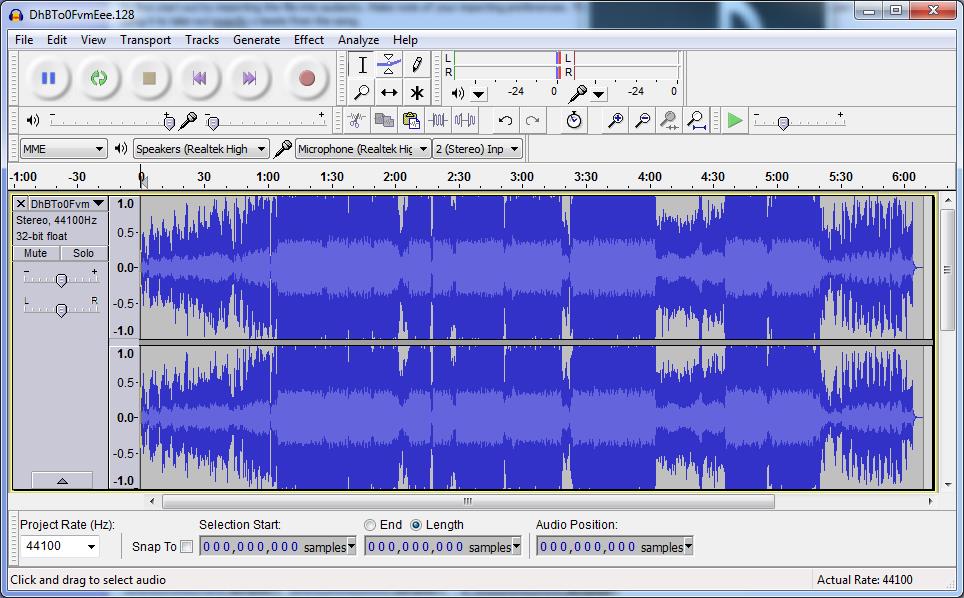 DhBTo0FvmEee.128
File Edit View Transport Tracks Generate Effect Analyze Help
L L
R R
-24 0 -24 0
- + - + - +
MME Speakers (Realtek High Microphone (Realtek Hig 2 (Stereo) Inp
-1:00 -30 0 30 1:00 1:30 2:00 2:30 3:00 3:30 4:00 4:30 5:00 5:30 6:00
X DhBTo0Fvm
Stereo, 44100Hz
32-bit float
Mute Solo
- +
L R
1.0
0.5-
0.0-
-0.5-
-1.0
1.0
0.5-
0.0-
-0.5-
-1.0
Project Rate (Hz): Selection Start: End Length Audio Position:
44100 Snap To 000,000,000 samples 000,000,000 samples 000,000,000 samples
Click and drag to select audio Actual Rate: 44100